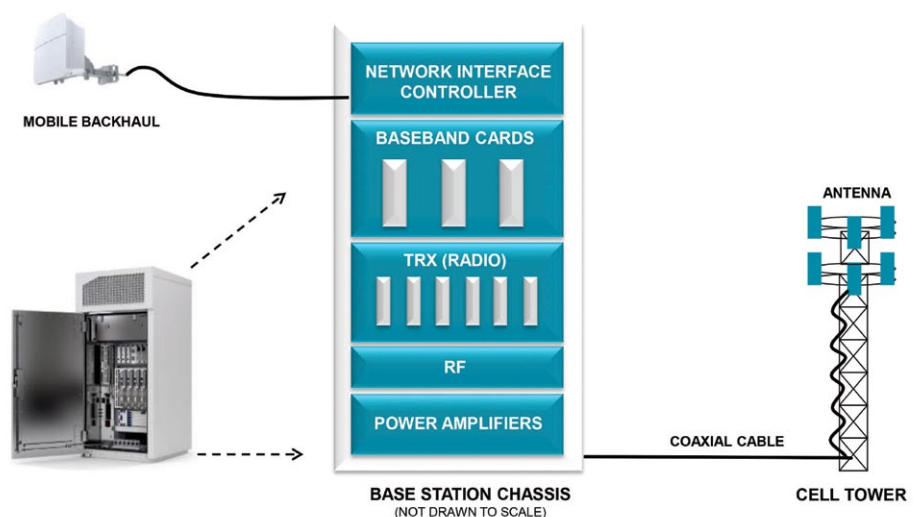 NETWORK INTERFACE
CONTROLLER
MOBILE BACKHAUL
BASEBAND CARDS
ANTENNA
TRX (RADIO)
RF
POWER AMPLIFIERS
COAXIAL CABLE
BASE STATION CHASSIS
(NOT DRAWN TO SCALE)
CELL TOWER